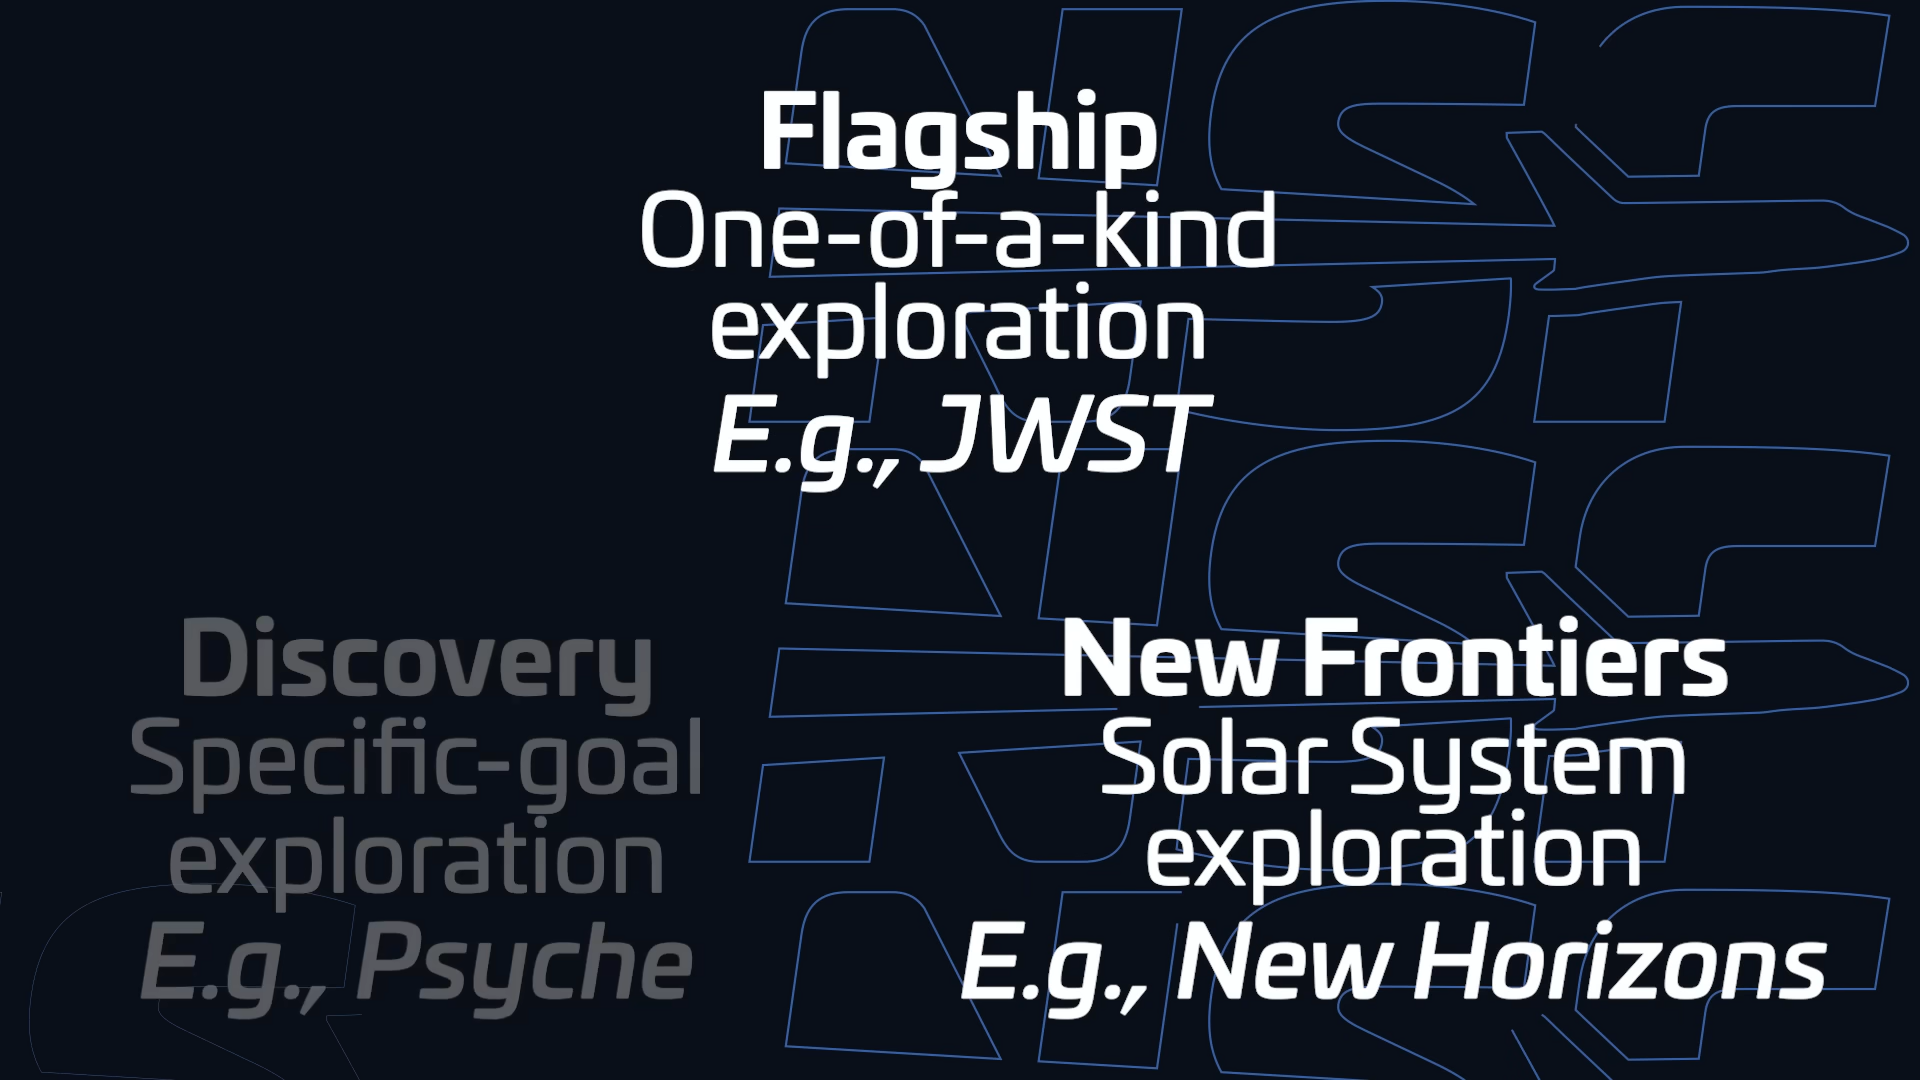 Flagship
One-of-a-kind
exploration
E.g., JWST
Discovery
Specific-goal
exploration
E.g., Psyche
New Frontiers
Solar System
exploration
E.g., New Horizons